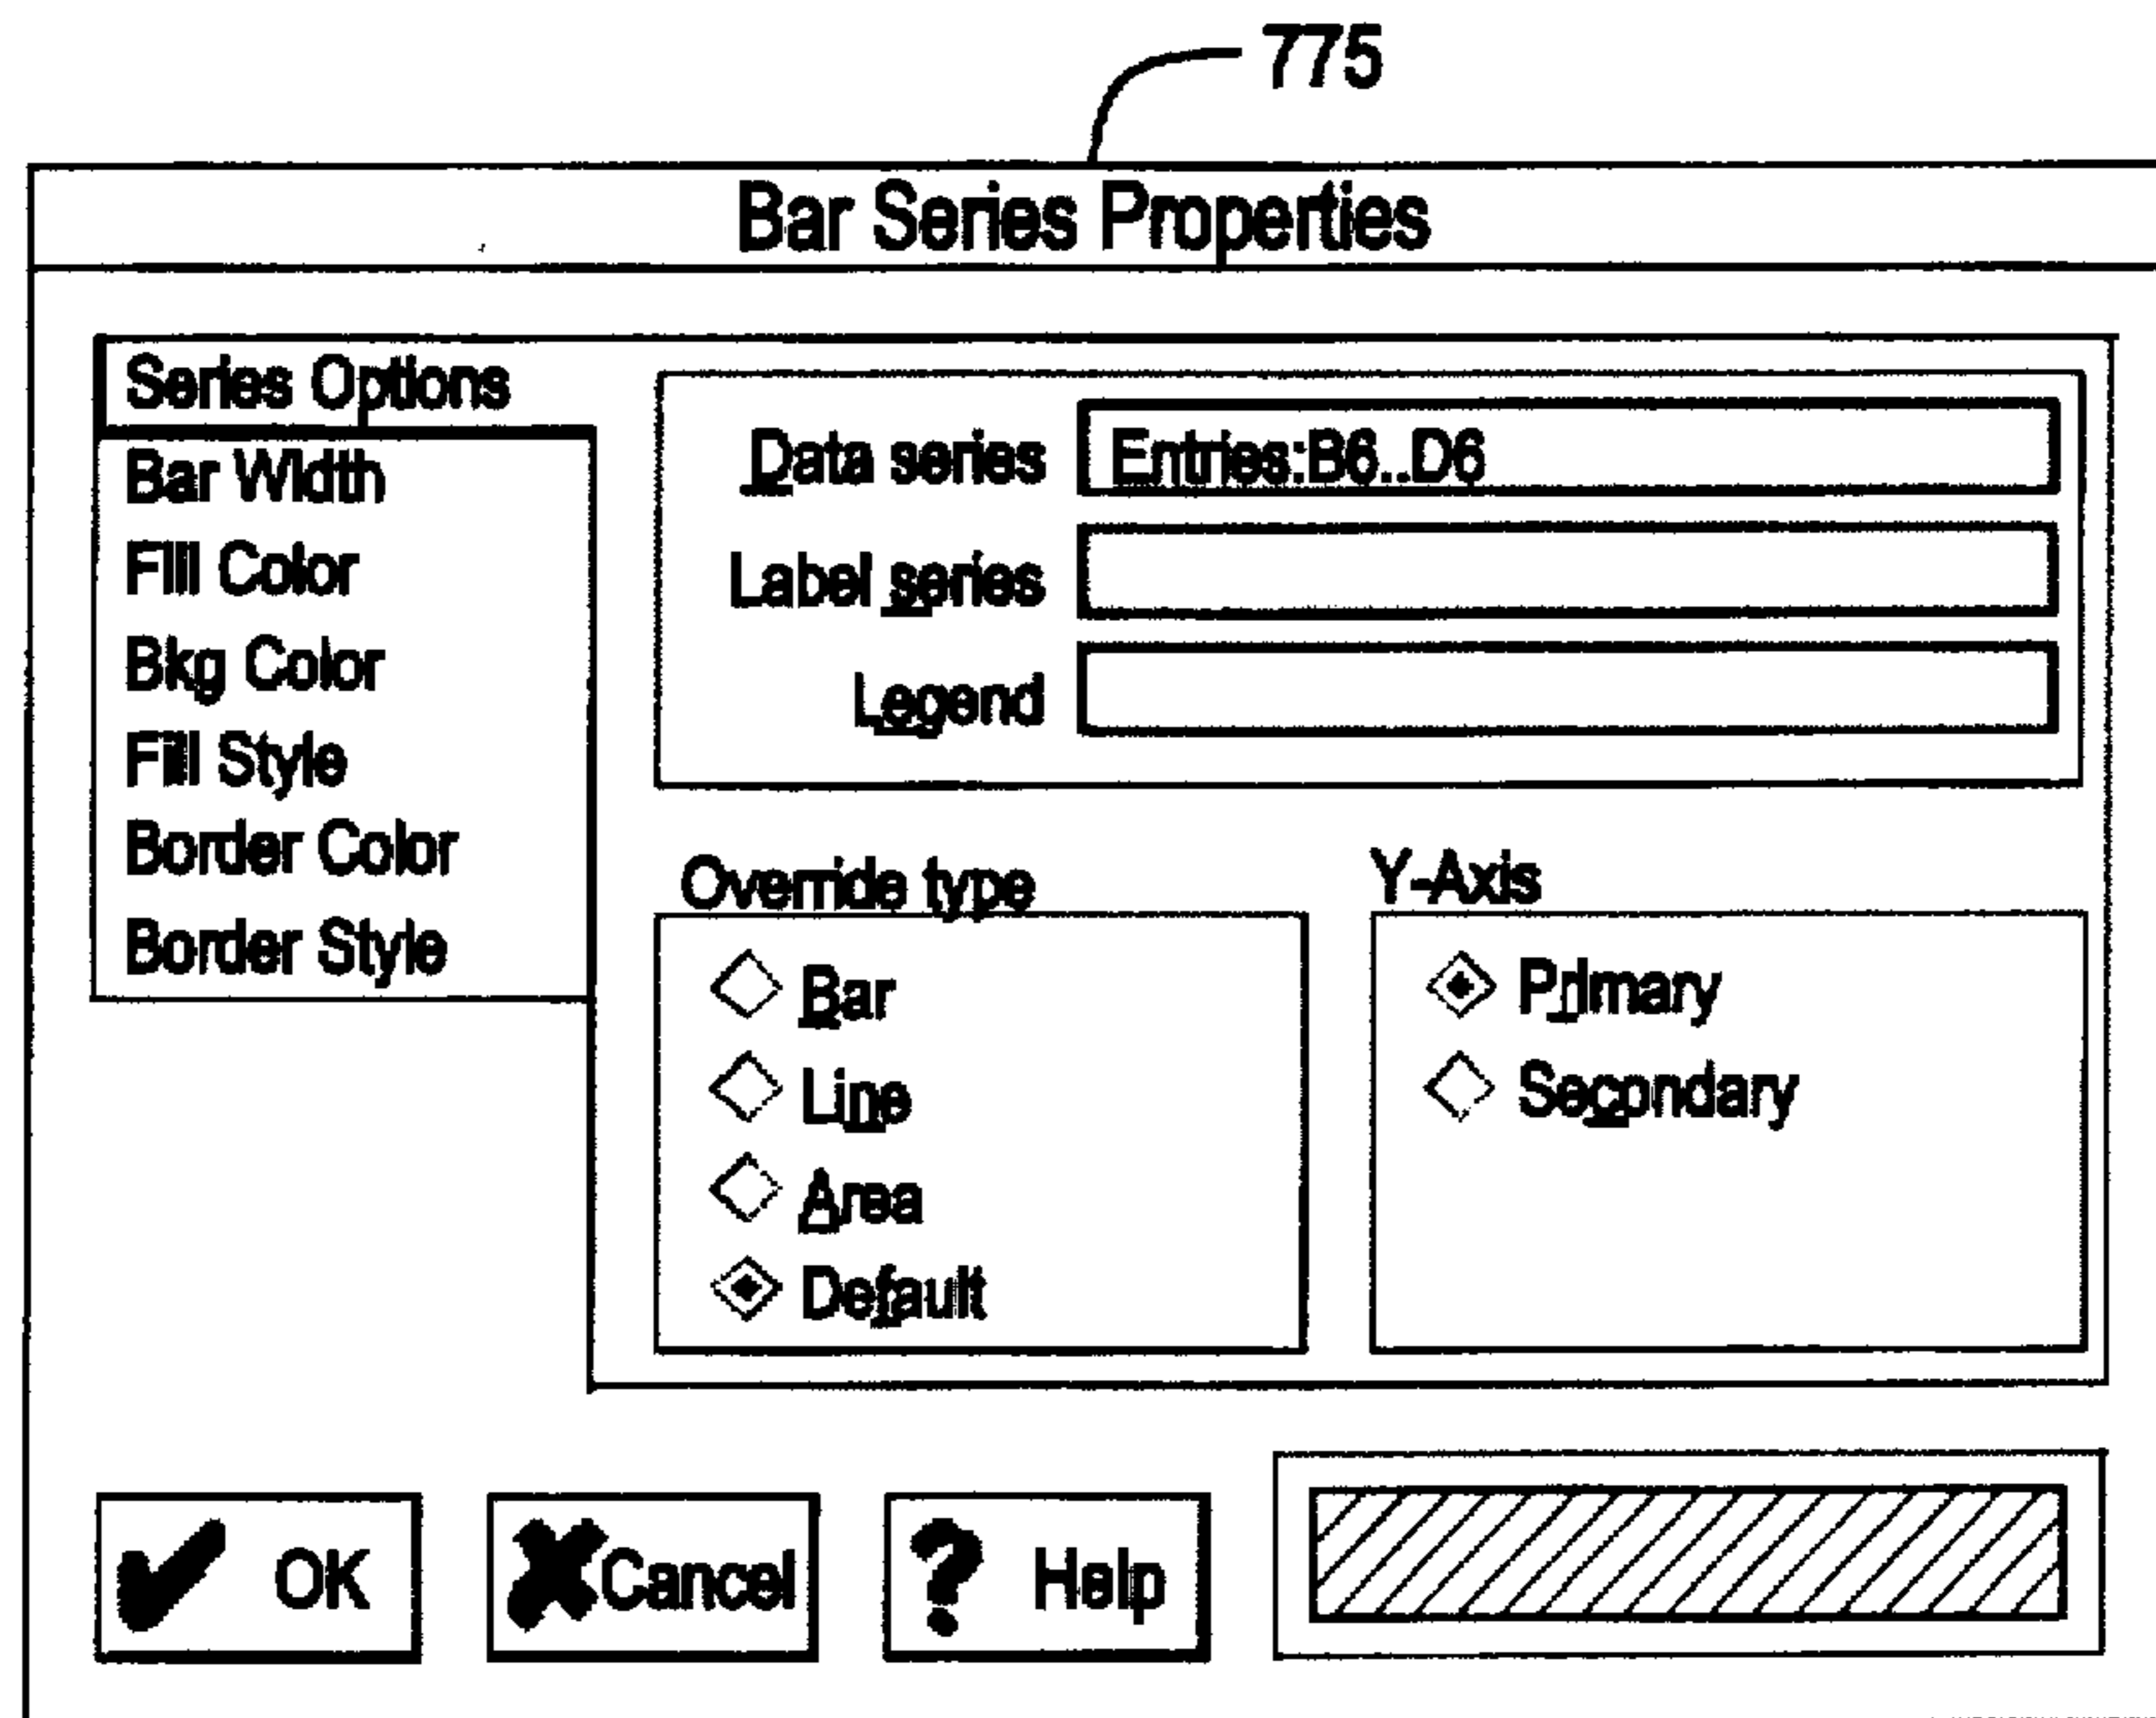 775
Bar Series Properties
Series Options
Bar Width
Fill Color
Bkg Color
Fill Style
Border Color
Border Style
Data series Entries:B6..D6
Label series
Legend
Override type
Bar
Line
Area
Default
Y-Axis
Primary
Secondary
OK
Cancel
? Help